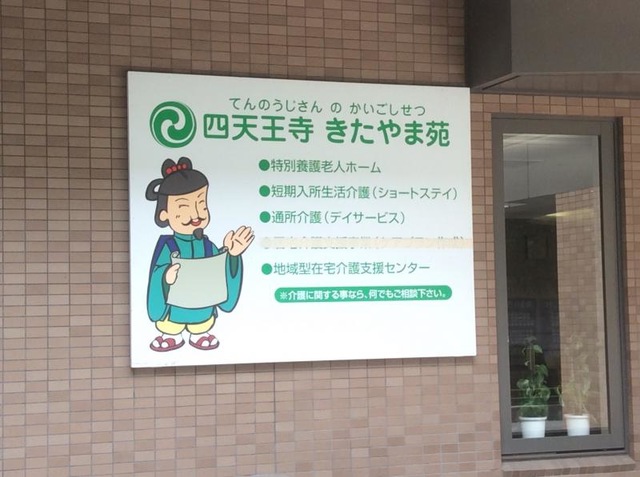 てんのうじさん の かいごしせつ
四天王寺 きたやま苑
●特別養護老人ホーム
●短期入所生活介護(ショートステイ)
●通所介護(デイサービス)
●地域型在宅介護支援センター
※介護に関する事なら、何でもご相談下さい。